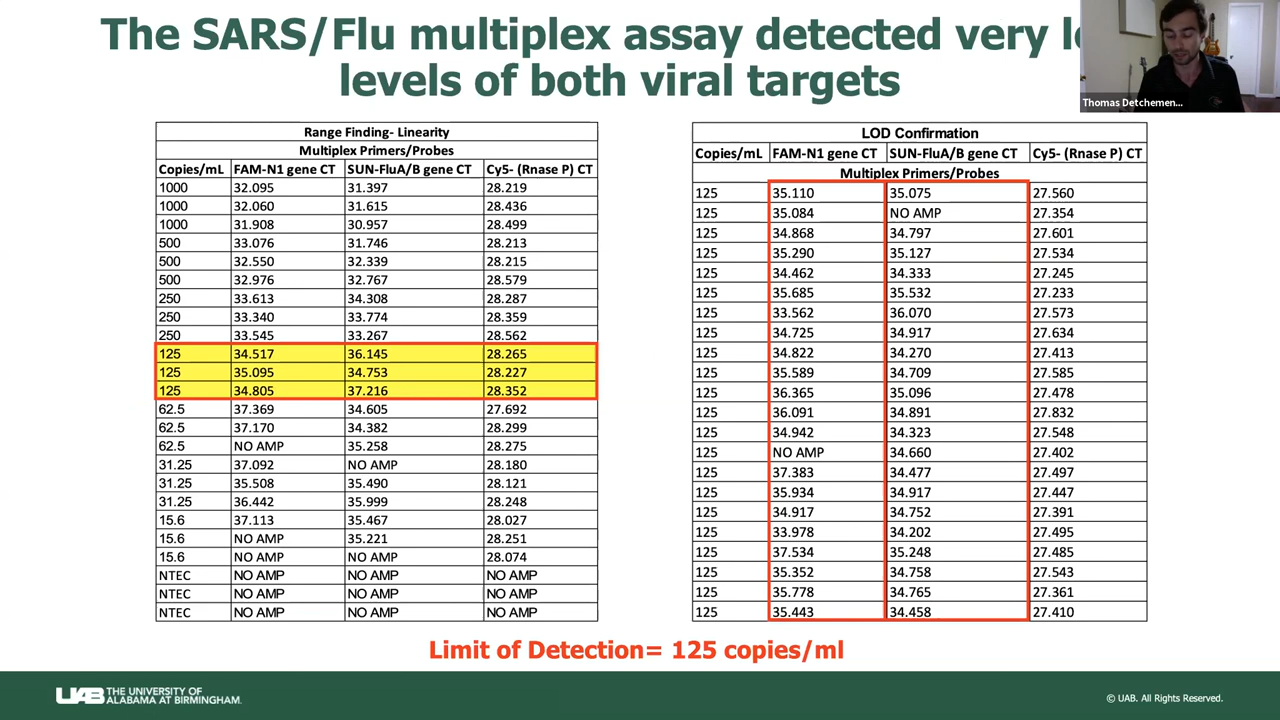 The SARS/Flu multiplex assay detected very
levels of both viral targets
Thomas Detchemen...
Range Finding- Linearity
Multiplex Primers/Probes
Copies/mL FAM-N1 gene CT SUN-FluA/B gene CT Cy5- (Rnase P) CT
1000 32.095 31.397 28.219
1000 32.060 31.615 28.436
1000 31.908 30.957 28.499
500 33.076 31.746 28.213
500 32.550 32.339 28.215
500 32.976 32.767 28.579
250 33.613 34.308 28.287
250 33.340 33.774 28.359
250 33.545 33.267 28.562
125 34.517 36.145 28.265
125 35.095 34.753 28.227
125 34.805 37.216 28.352
62.5 37.369 34.605 27.692
62.5 37.170 34.382 28.299
62.5 NO AMP 35.258 28.275
31.25 37.092 NO AMP 28.180
31.25 35.508 35.490 28.121
31.25 36.442 35.999 28.248
15.6 37.113 35.467 28.027
15.6 NO AMP 35.221 28.251
15.6 NO AMP NO AMP 28.074
NTEC NO AMP NO AMP NO AMP
NTEC NO AMP NO AMP NO AMP
NTEC NO AMP NO AMP NO AMP
LOD Confirmation
Copies/mL FAM-N1 gene CT SUN-FluA/B gene CT Cy5- (Rnase P) CT
Multiplex Primers/Probes
125 35.110 35.075 27.560
125 35.084 NO AMP 27.354
125 34.868 34.797 27.601
125 35.290 35.127 27.534
125 34.462 34.333 27.245
125 35.685 35.532 27.233
125 33.562 36.070 27.573
125 34.725 34.917 27.634
125 34.822 34.270 27.413
125 35.589 34.709 27.585
125 36.365 35.096 27.478
125 36.091 34.891 27.832
125 34.942 34.323 27.548
125 NO AMP 34.660 27.402
125 37.383 34.477 27.497
125 35.934 34.917 27.447
125 34.917 34.752 27.391
125 33.978 34.202 27.495
125 37.534 35.248 27.485
125 35.352 34.758 27.543
125 35.778 34.765 27.361
125 35.443 34.458 27.410
Limit of Detection= 125 copies/ml
UAB THE UNIVERSITY OF
ALABAMA AT BIRMINGHAM.
© UAB. All Rights Reserved.